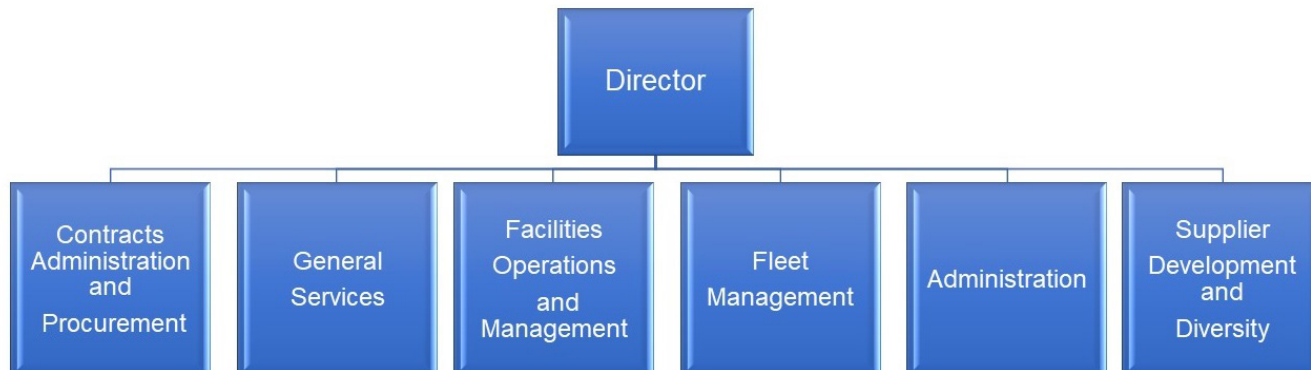 Director
Contracts
Administration
and
Procurement
General
Services
Facilities
Operations
and
Management
Fleet
Management
Administration
Supplier
Development
and
Diversity